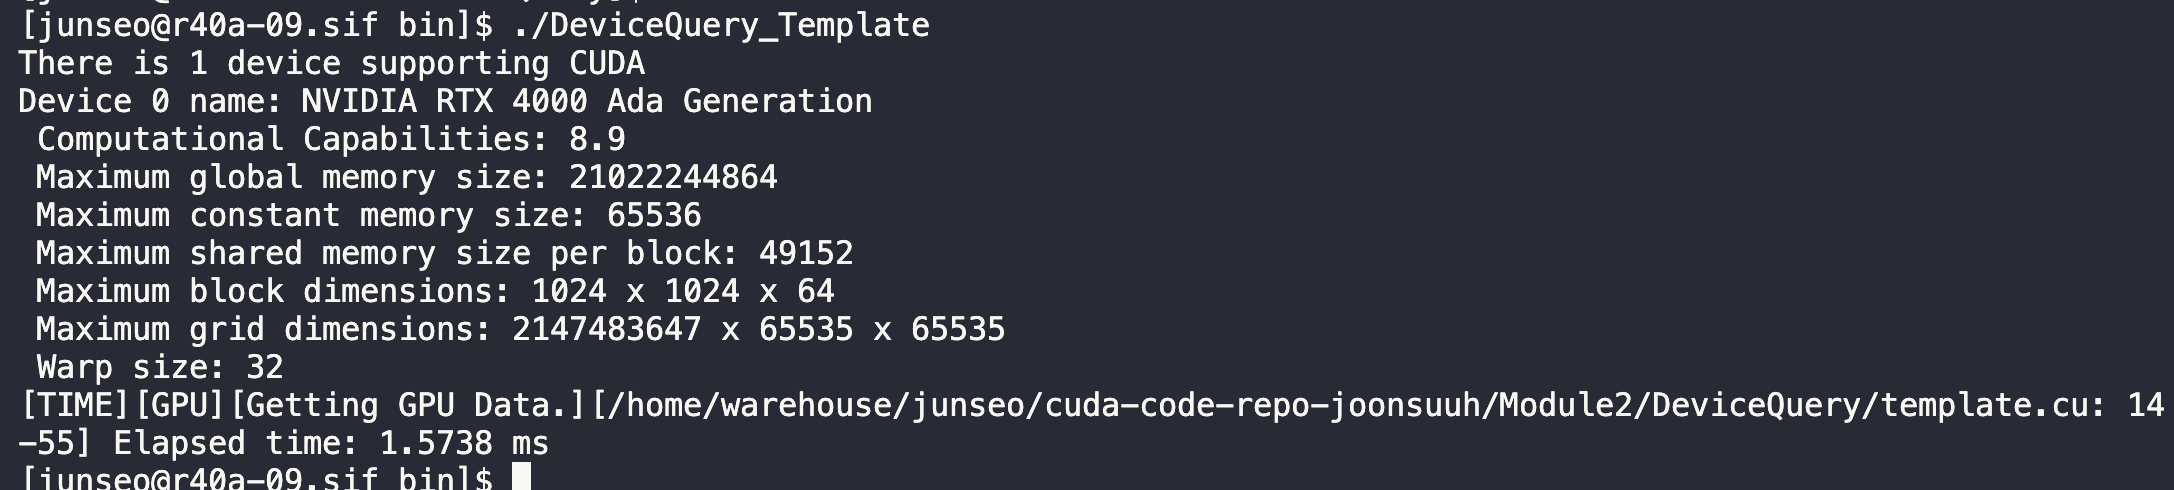 [junseo@r40a-09.sif bin]$ ./DeviceQuery_Template
There is 1 device supporting CUDA
Device 0 name: NVIDIA RTX 4000 Ada Generation
 Computational Capabilities: 8.9
 Maximum global memory size: 21022244864
 Maximum constant memory size: 65536
 Maximum shared memory size per block: 49152
 Maximum block dimensions: 1024 x 1024 x 64
 Maximum grid dimensions: 2147483647 x 65535 x 65535
 Warp size: 32
[TIME][GPU][Getting GPU Data.][/home/warehouse/junseo/cuda-code-repo-joonsuuh/Module2/DeviceQuery/template.cu: 14
-55] Elapsed time: 1.5738 ms
[junseo@r40a-09.sif bin]$